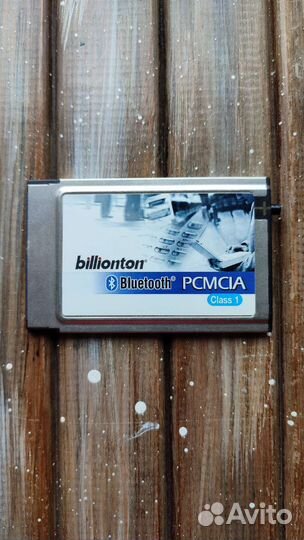 billionton®
Bluetooth® PCMCIA
Class 1
Avito